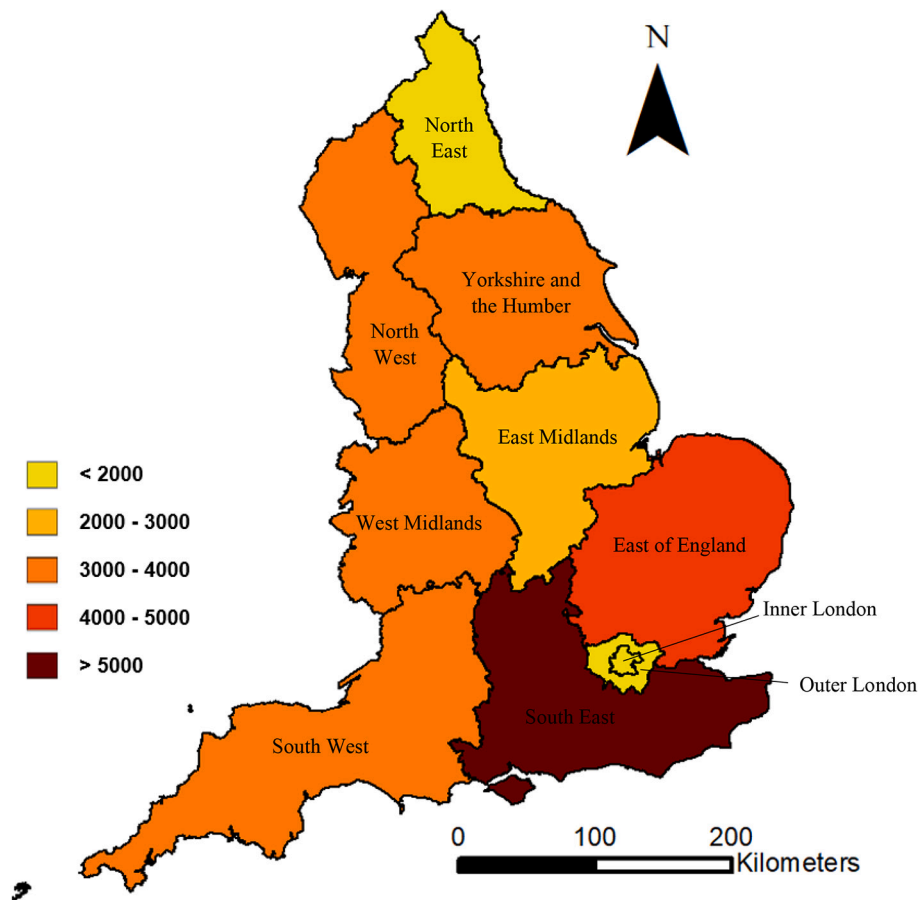 N
North
East
Yorkshire and
the Humber
North
West
East Midlands
< 2000
2000 - 3000
3000 - 4000
4000 - 5000
> 5000
West Midlands
East of England
Inner London
Outer London
South East
South West
0 100 200
Kilometers